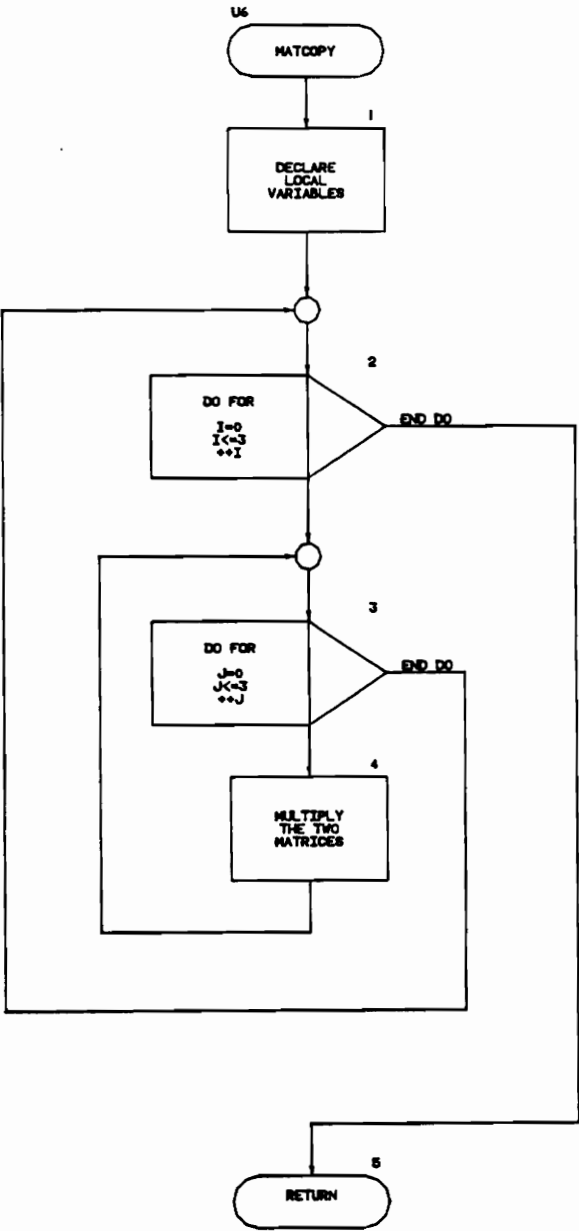 U6
MATCOPY
1
DECLARE
LOCAL
VARIABLES
2
DO FOR
I=0
I<=3
++I
END DO
3
DO FOR
J=0
J<=3
++J
END DO
4
MULTIPLY
THE TWO
MATRICES
5
RETURN